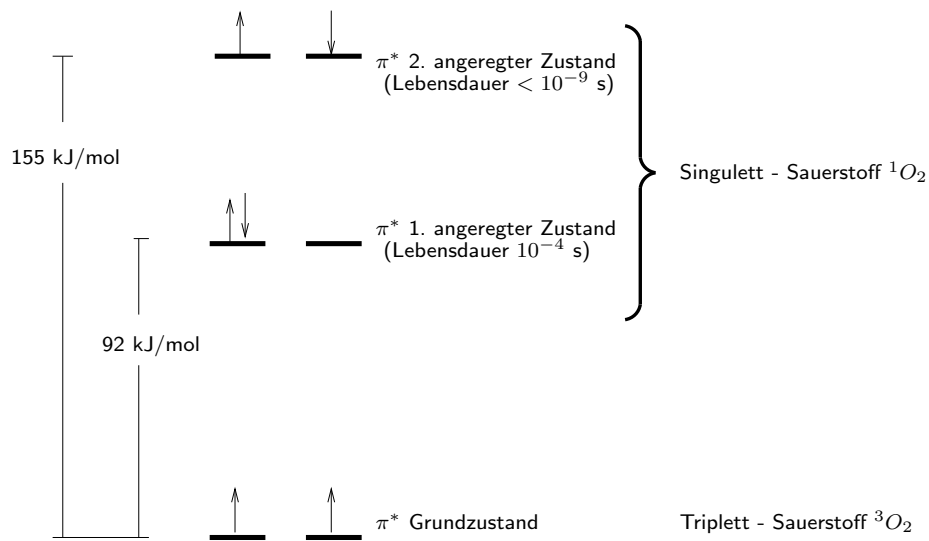 π* 2. angeregter Zustand
(Lebensdauer < 10⁻⁹ s)
155 kJ/mol
Singulett - Sauerstoff ¹O₂
π* 1. angeregter Zustand
(Lebensdauer 10⁻⁴ s)
92 kJ/mol
π* Grundzustand
Triplett - Sauerstoff ³O₂